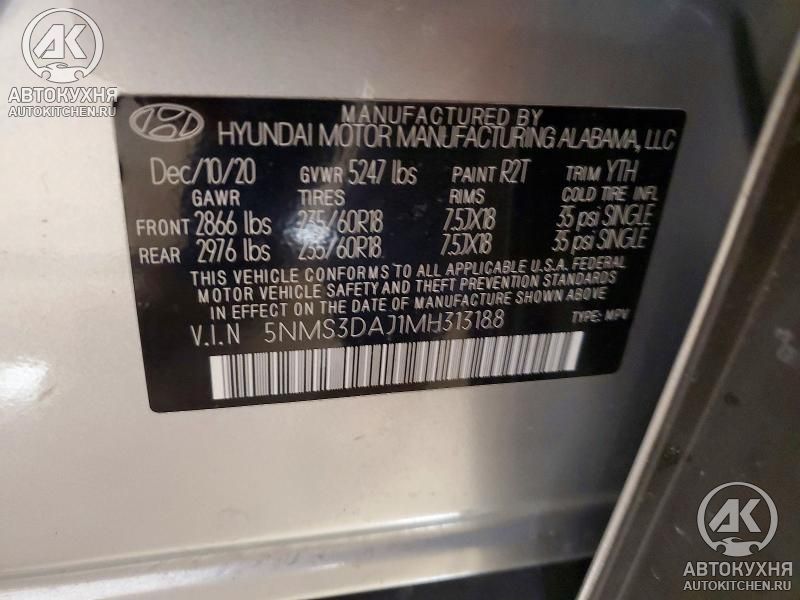 АК
АВТОКУХНЯ
AUTOKITCHEN.RU
MANUFACTURED BY
HYUNDAI MOTOR MANUFACTURING ALABAMA, LLC
Dec/10/20 GVWR 5247 lbs PAINT R2T TRIM YTH
GAWR TIRES RIMS COLD TIRE INFL
FRONT 2866 lbs 235/60R18 7.5JX18 35 psi SINGLE
REAR 2976 lbs 235/60R18 7.5JX18 35 psi SINGLE
THIS VEHICLE CONFORMS TO ALL APPLICABLE U.S.A. FEDERAL
MOTOR VEHICLE SAFETY AND THEFT PREVENTION STANDARDS
IN EFFECT ON THE DATE OF MANUFACTURE SHOWN ABOVE.
V.I.N 5NMS3DAJ1MH313188 TYPE: MPV
АК
АВТОКУХНЯ
AUTOKITCHEN.RU